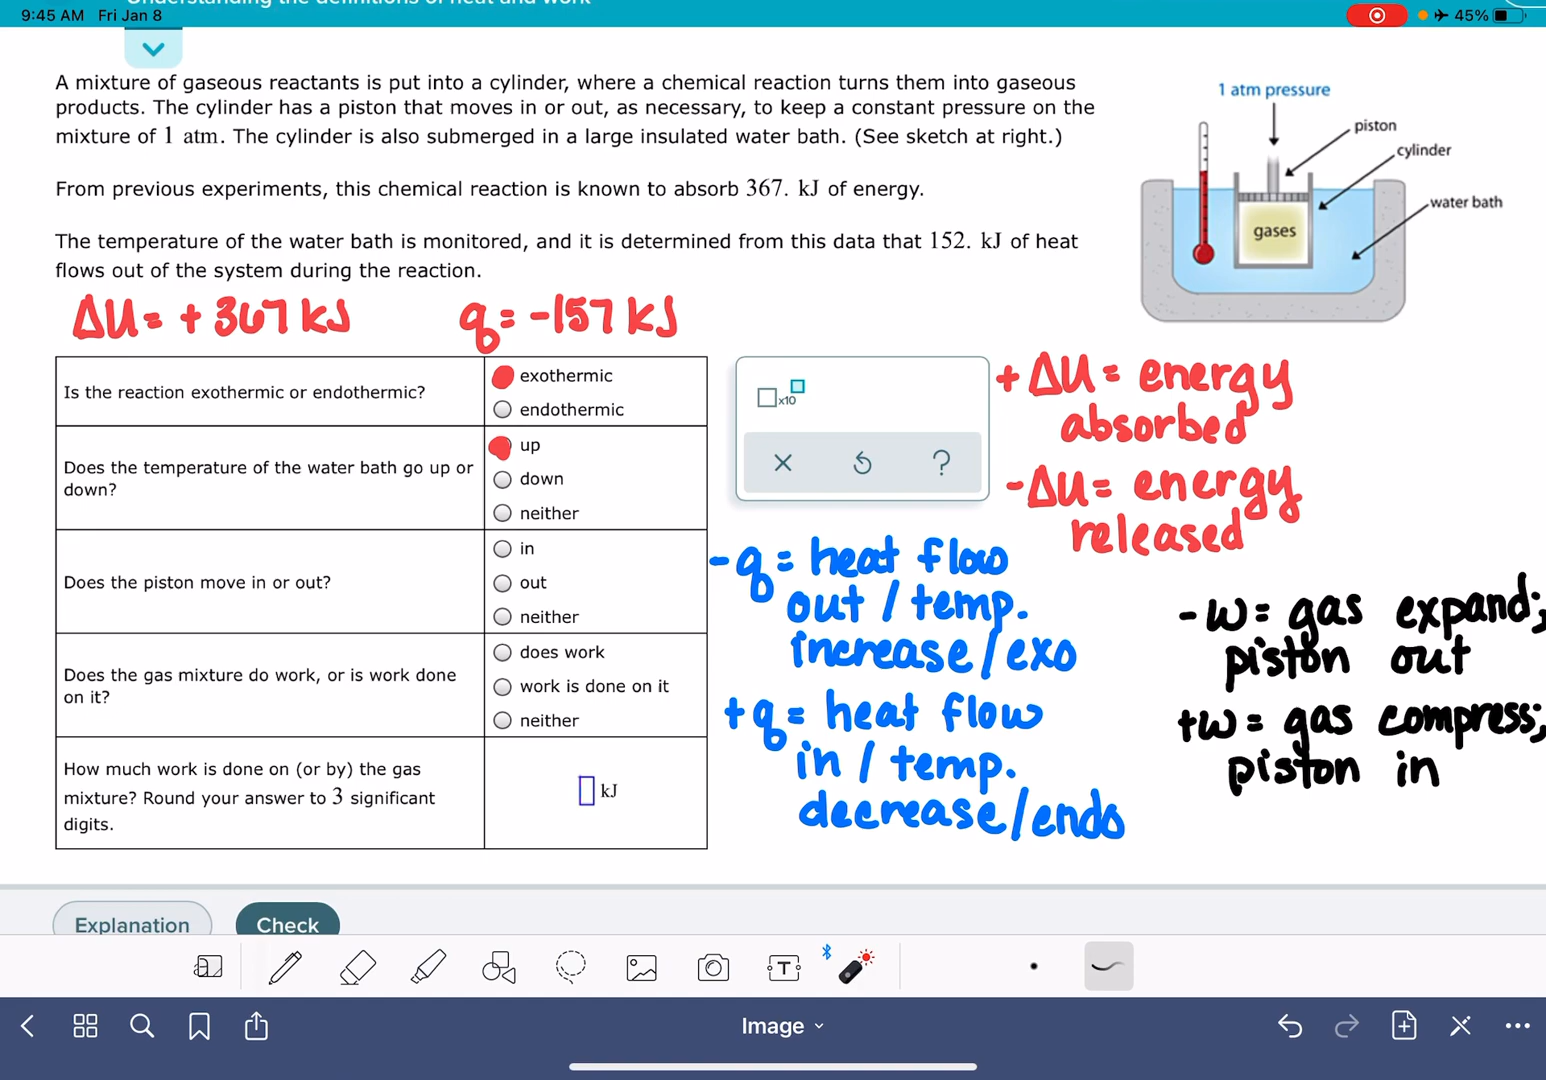 9:45 AM Fri Jan 8
Understanding the definitions of heat and work
45%
A mixture of gaseous reactants is put into a cylinder, where a chemical reaction turns them into gaseous
products. The cylinder has a piston that moves in or out, as necessary, to keep a constant pressure on the
mixture of 1 atm. The cylinder is also submerged in a large insulated water bath. (See sketch at right.)
From previous experiments, this chemical reaction is known to absorb 367. kJ of energy.
The temperature of the water bath is monitored, and it is determined from this data that 152. kJ of heat
flows out of the system during the reaction.
1 atm pressure
piston
cylinder
water bath
gases
ΔU = + 367 kJ
q = -157 kJ
Is the reaction exothermic or endothermic?
exothermic
endothermic
Does the temperature of the water bath go up or
down?
up
down
neither
Does the piston move in or out?
in
out
neither
Does the gas mixture do work, or is work done
on it?
does work
work is done on it
neither
How much work is done on (or by) the gas
mixture? Round your answer to 3 significant
digits.
kJ
x10
?
+ ΔU = energy
absorbed
- ΔU = energy
released
- q = heat flow
out / temp.
increase / exo
+ q = heat flow
in / temp.
decrease / endo
- w = gas expand;
piston out
+ w = gas compress;
piston in
Explanation
Check
a
T
Image